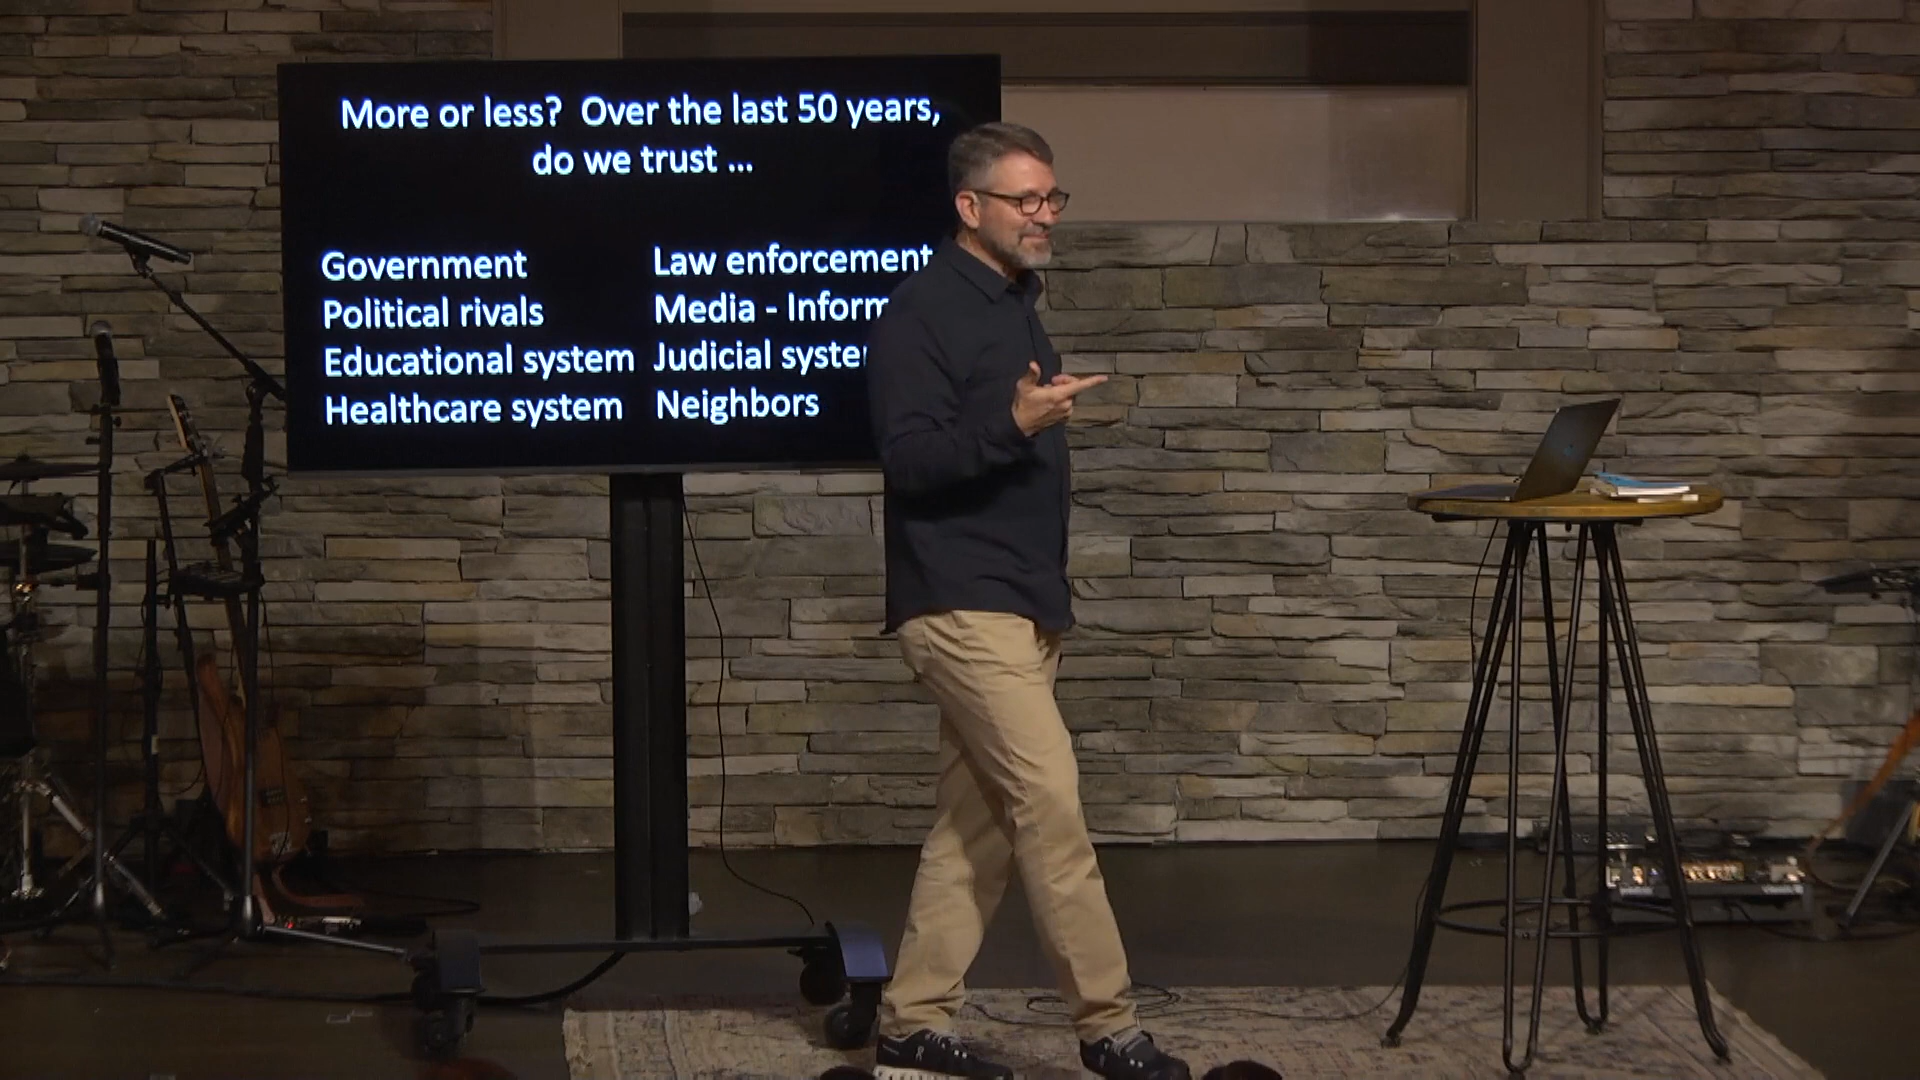 More or less? Over the last 50 years,
do we trust ...
Government
Political rivals
Educational system
Healthcare system
Law enforcement
Media -
Judicial
Neighbors